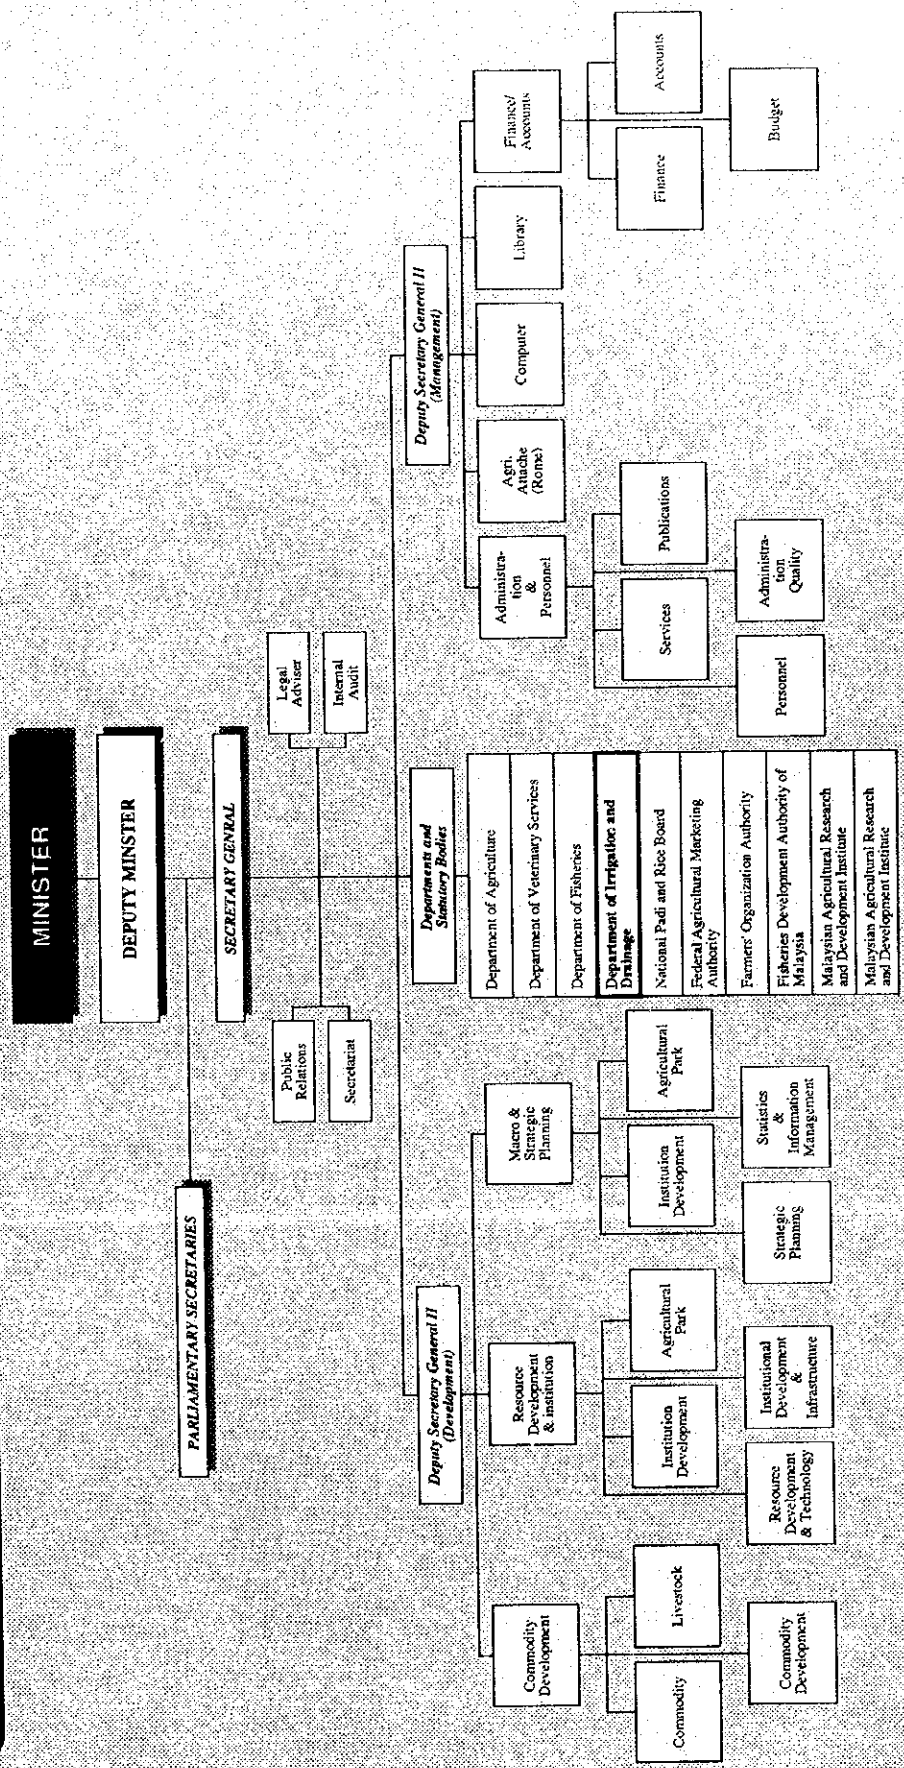 MINISTER
DEPUTY MINSTER
PARLIAMENTARY SECRETARIES
SECRETARY GENRAL
Public
Relations
Secretariat
Legal
Adviser
Internal
Audit
Deputy Secretary General II
(Development)
Departments and
Statutory Bodies
Deputy Secretary General II
(Management)
Commodity
Development
Commodity
Livestock
Commodity
Development
Resource
Development
& institution
Institution
Development
Agricultural
Park
Resource
Development
& Technology
Institutional
Development
&
Infrastructure
Macro &
Strategic
Planning
Institution
Development
Agricultural
Park
Strategic
Planning
Statistics
&
Information
Management
Department of Agriculture
Department of Veterinary Services
Department of Fisheries
Department of Irrigation and
Drainage
National Padi and Rice Board
Federal Agricultural Marketing
Authority
Farmers' Organization Authority
Fisheries Development Authority of
Malaysia
Malaysian Agricultural Research
and Development Institute
Malaysian Agricultural Research
and Development Institute
Administra-
tion
&
Personnel
Agri.
Attache
(Rome)
Computer
Library
Finance/
Accounts
Services
Publications
Personnel
Administra-
tion
Quality
Finance
Accounts
Budget